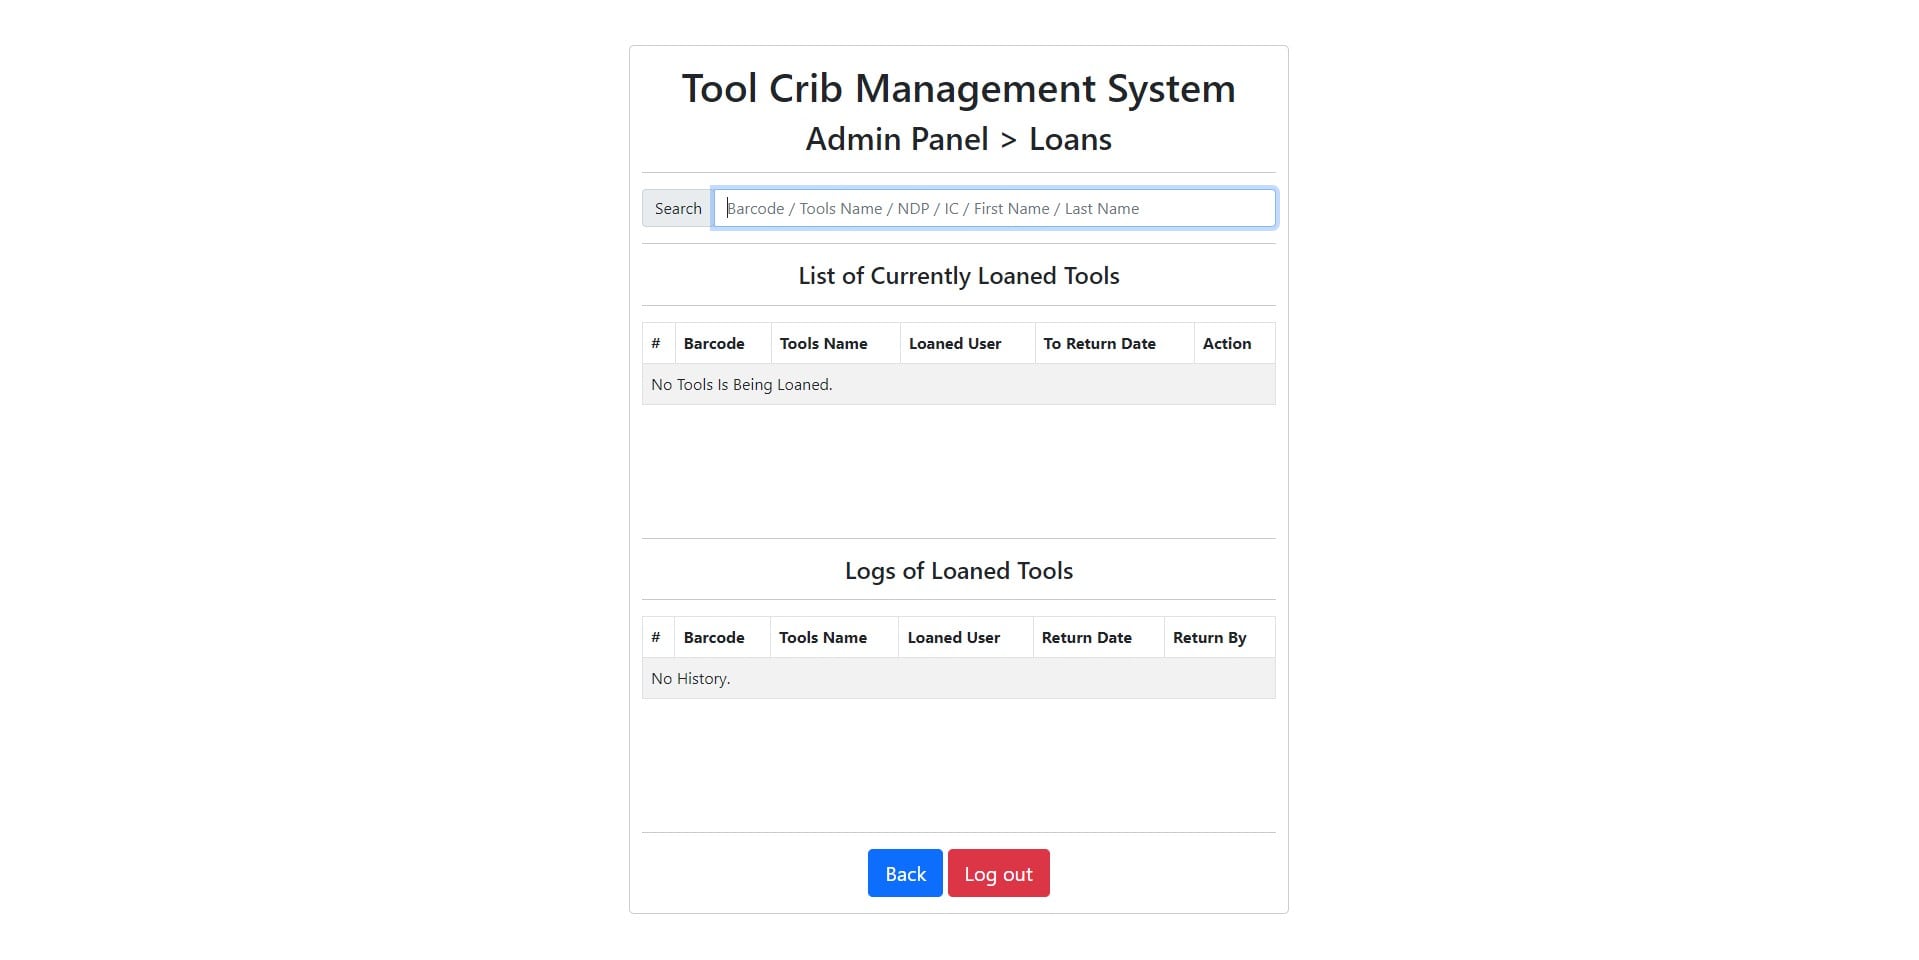 Tool Crib Management System
Admin Panel > Loans
Search Barcode / Tools Name / NDP / IC / First Name / Last Name
List of Currently Loaned Tools
# Barcode Tools Name Loaned User To Return Date Action
No Tools Is Being Loaned.
Logs of Loaned Tools
# Barcode Tools Name Loaned User Return Date Return By
No History.
Back Log out